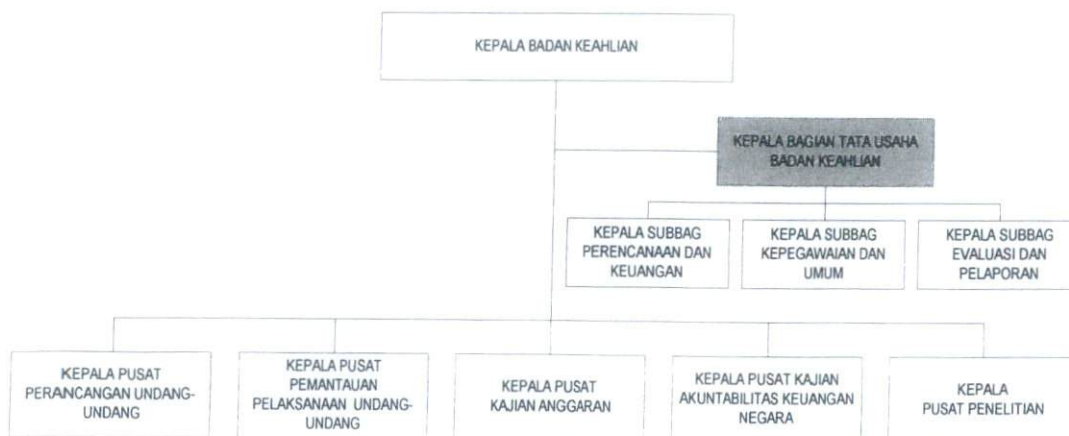 KEPALA BADAN KEAHLIAN
KEPALA BAGIAN TATA USAHA
BADAN KEAHLIAN
KEPALA SUBBAG
PERENCANAAN DAN
KEUANGAN
KEPALA SUBBAG
KEPEGAWAIAN DAN
UMUM
KEPALA SUBBAG
EVALUASI DAN
PELAPORAN
KEPALA PUSAT
PERANCANGAN UNDANG-
UNDANG
KEPALA PUSAT
PEMANTAUAN
PELAKSANAAN UNDANG-
UNDANG
KEPALA PUSAT
KAJIAN ANGGARAN
KEPALA PUSAT KAJIAN
AKUNTABILITAS KEUANGAN
NEGARA
KEPALA
PUSAT PENELITIAN